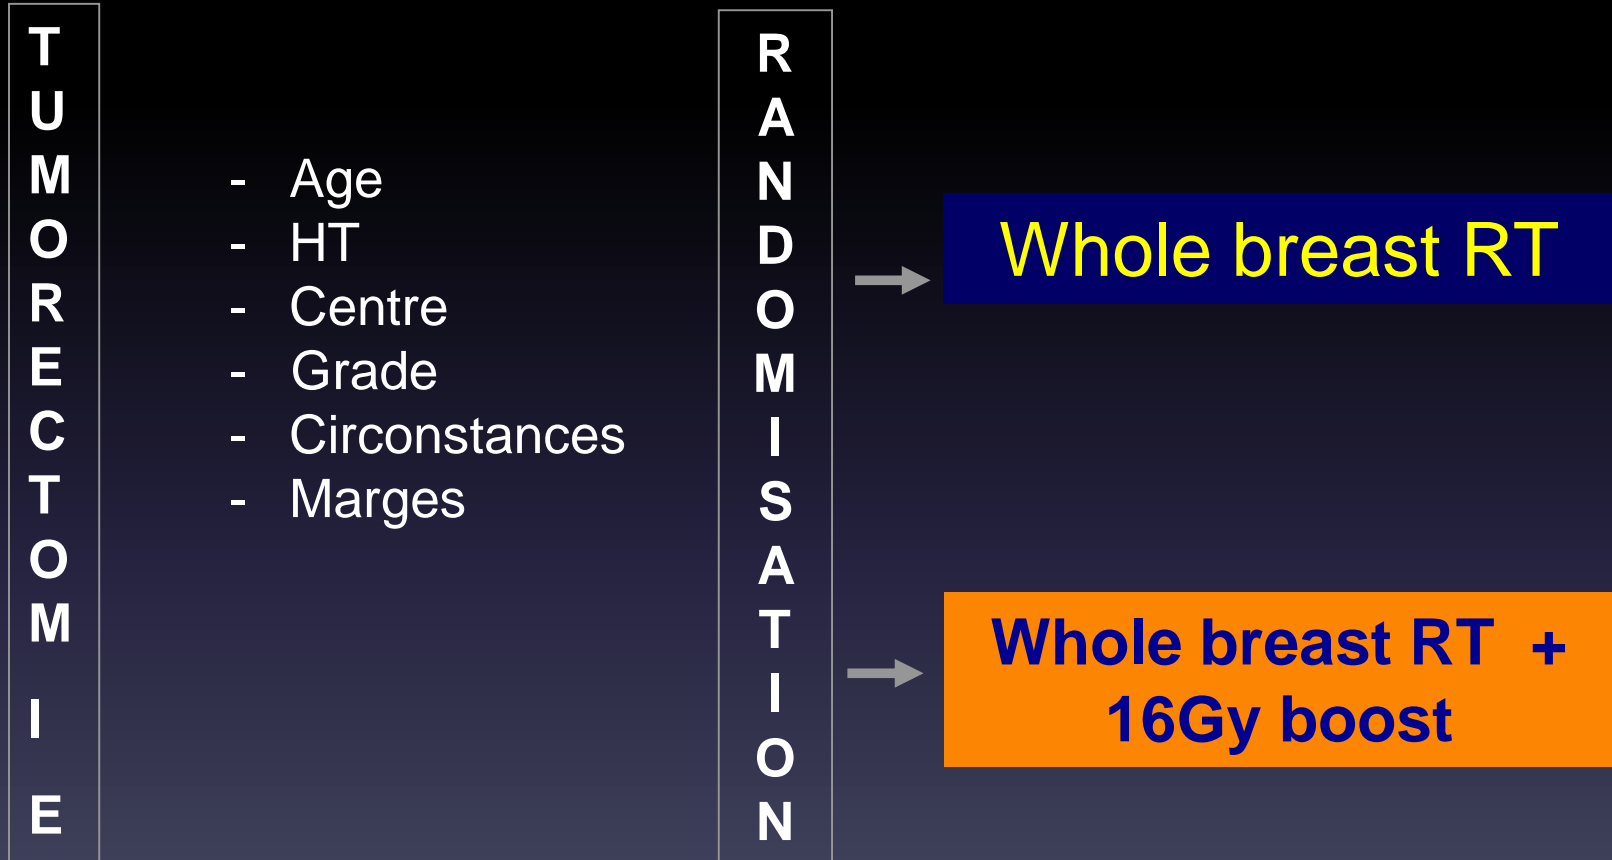 TUMORECTOMIE
- Age
- HT
- Centre
- Grade
- Circonstances
- Marges
RANDOMISATION
Whole breast RT
Whole breast RT +
16Gy boost